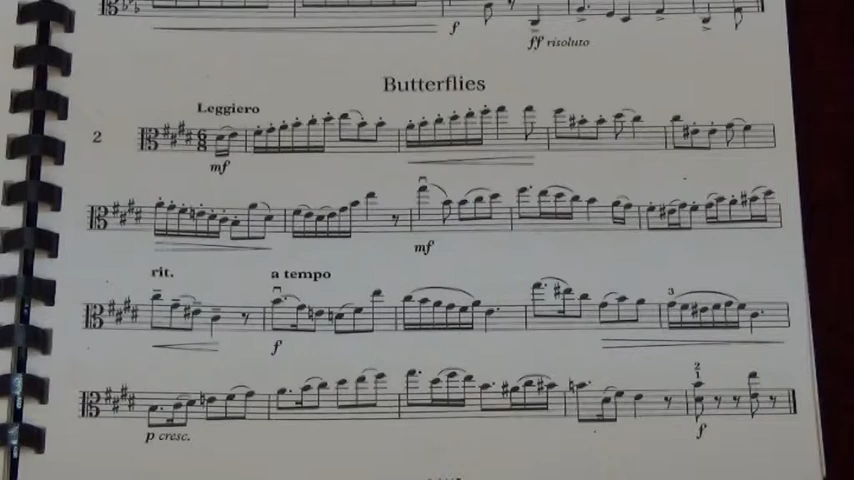 f
ff risoluto
Butterflies
Leggiero
2
mf
mf
rit. a tempo
3
f
2
1
p cresc.
f